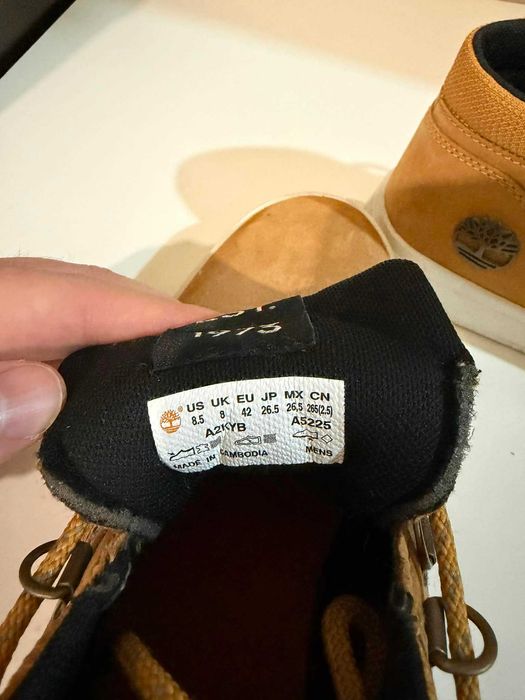 1973
US UK EU JP MX CN
8.5 8 42 26.5 26,5 265(2.5)
A2KYB A5225
MADE IN CAMBODIA MENS